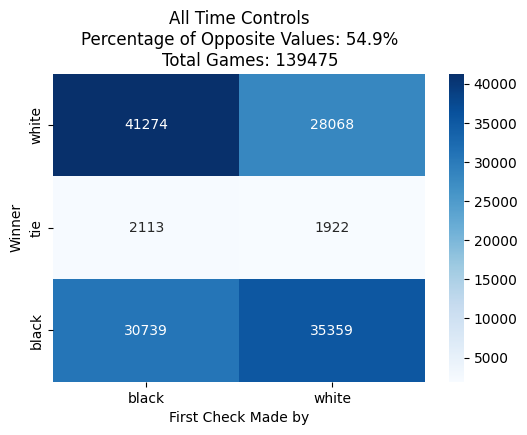 All Time Controls
Percentage of Opposite Values: 54.9%
Total Games: 139475
Winner
white
41274 28068
tie
2113 1922
black
30739 35359
black white
First Check Made by
40000
35000
30000
25000
20000
15000
10000
5000